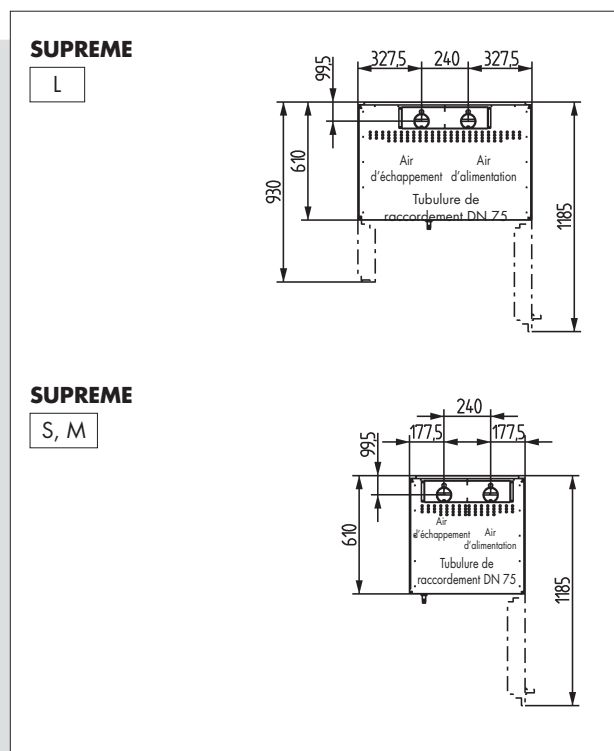 SUPREME
L
327,5 240 327,5
99,5
610
930
1185
Air Air
d'échappement d'alimentation
Tubulure de
raccordement DN 75
SUPREME
S, M
240
177,5 177,5
99,5
610
1185
Air
d'échappement
Air
d'alimentation
Tubulure de
raccordement DN 75